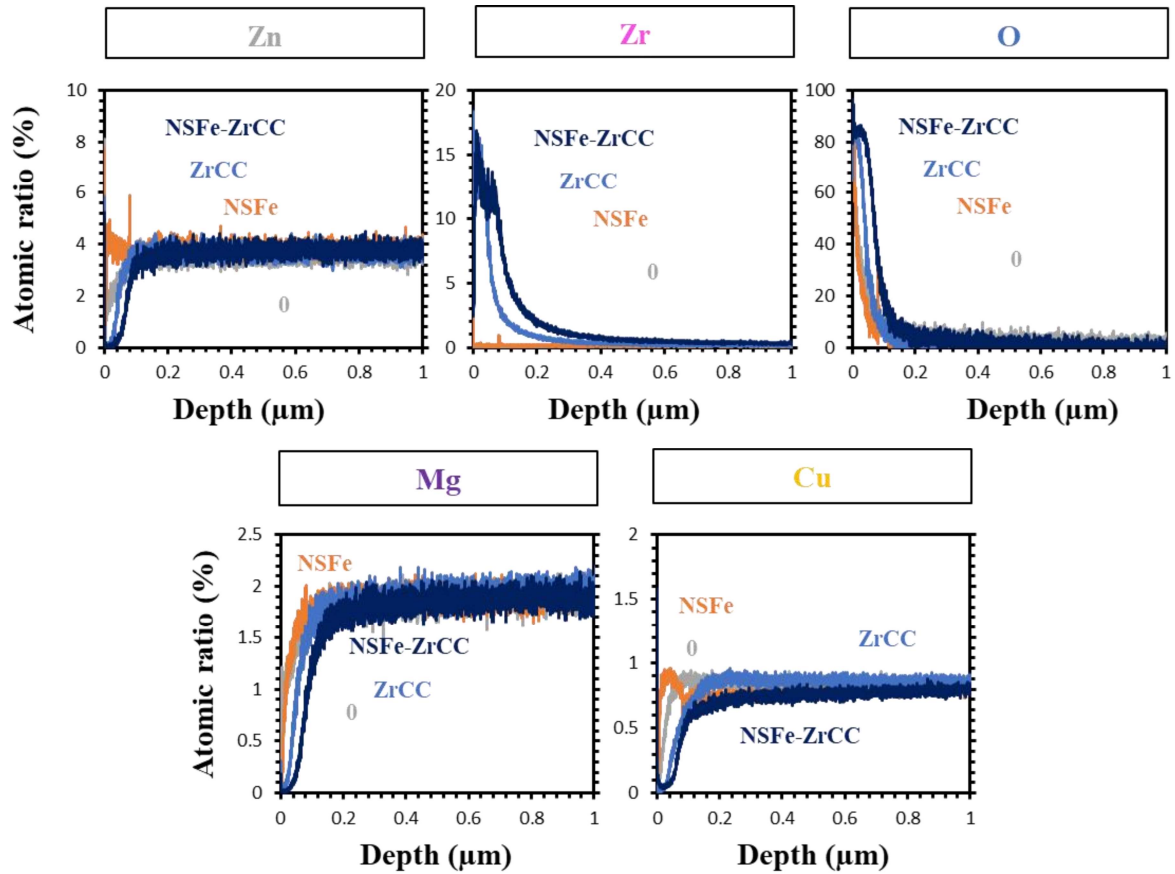 Zn
Zr
O
Atomic ratio (%)
10
8
6
4
2
0
NSFe-ZrCC
ZrCC
NSFe
0
0 0.2 0.4 0.6 0.8 1
Depth (µm)
20
15
10
5
0
NSFe-ZrCC
ZrCC
NSFe
0
0 0.2 0.4 0.6 0.8 1
Depth (µm)
100
80
60
40
20
0
NSFe-ZrCC
ZrCC
NSFe
0
0 0.2 0.4 0.6 0.8 1
Depth (µm)
Mg
Cu
Atomic ratio (%)
2.5
2
1.5
1
0.5
0
NSFe
NSFe-ZrCC
ZrCC
0
0 0.2 0.4 0.6 0.8 1
Depth (µm)
2
1.5
1
0.5
0
NSFe
0
ZrCC
NSFe-ZrCC
0 0.2 0.4 0.6 0.8 1
Depth (µm)